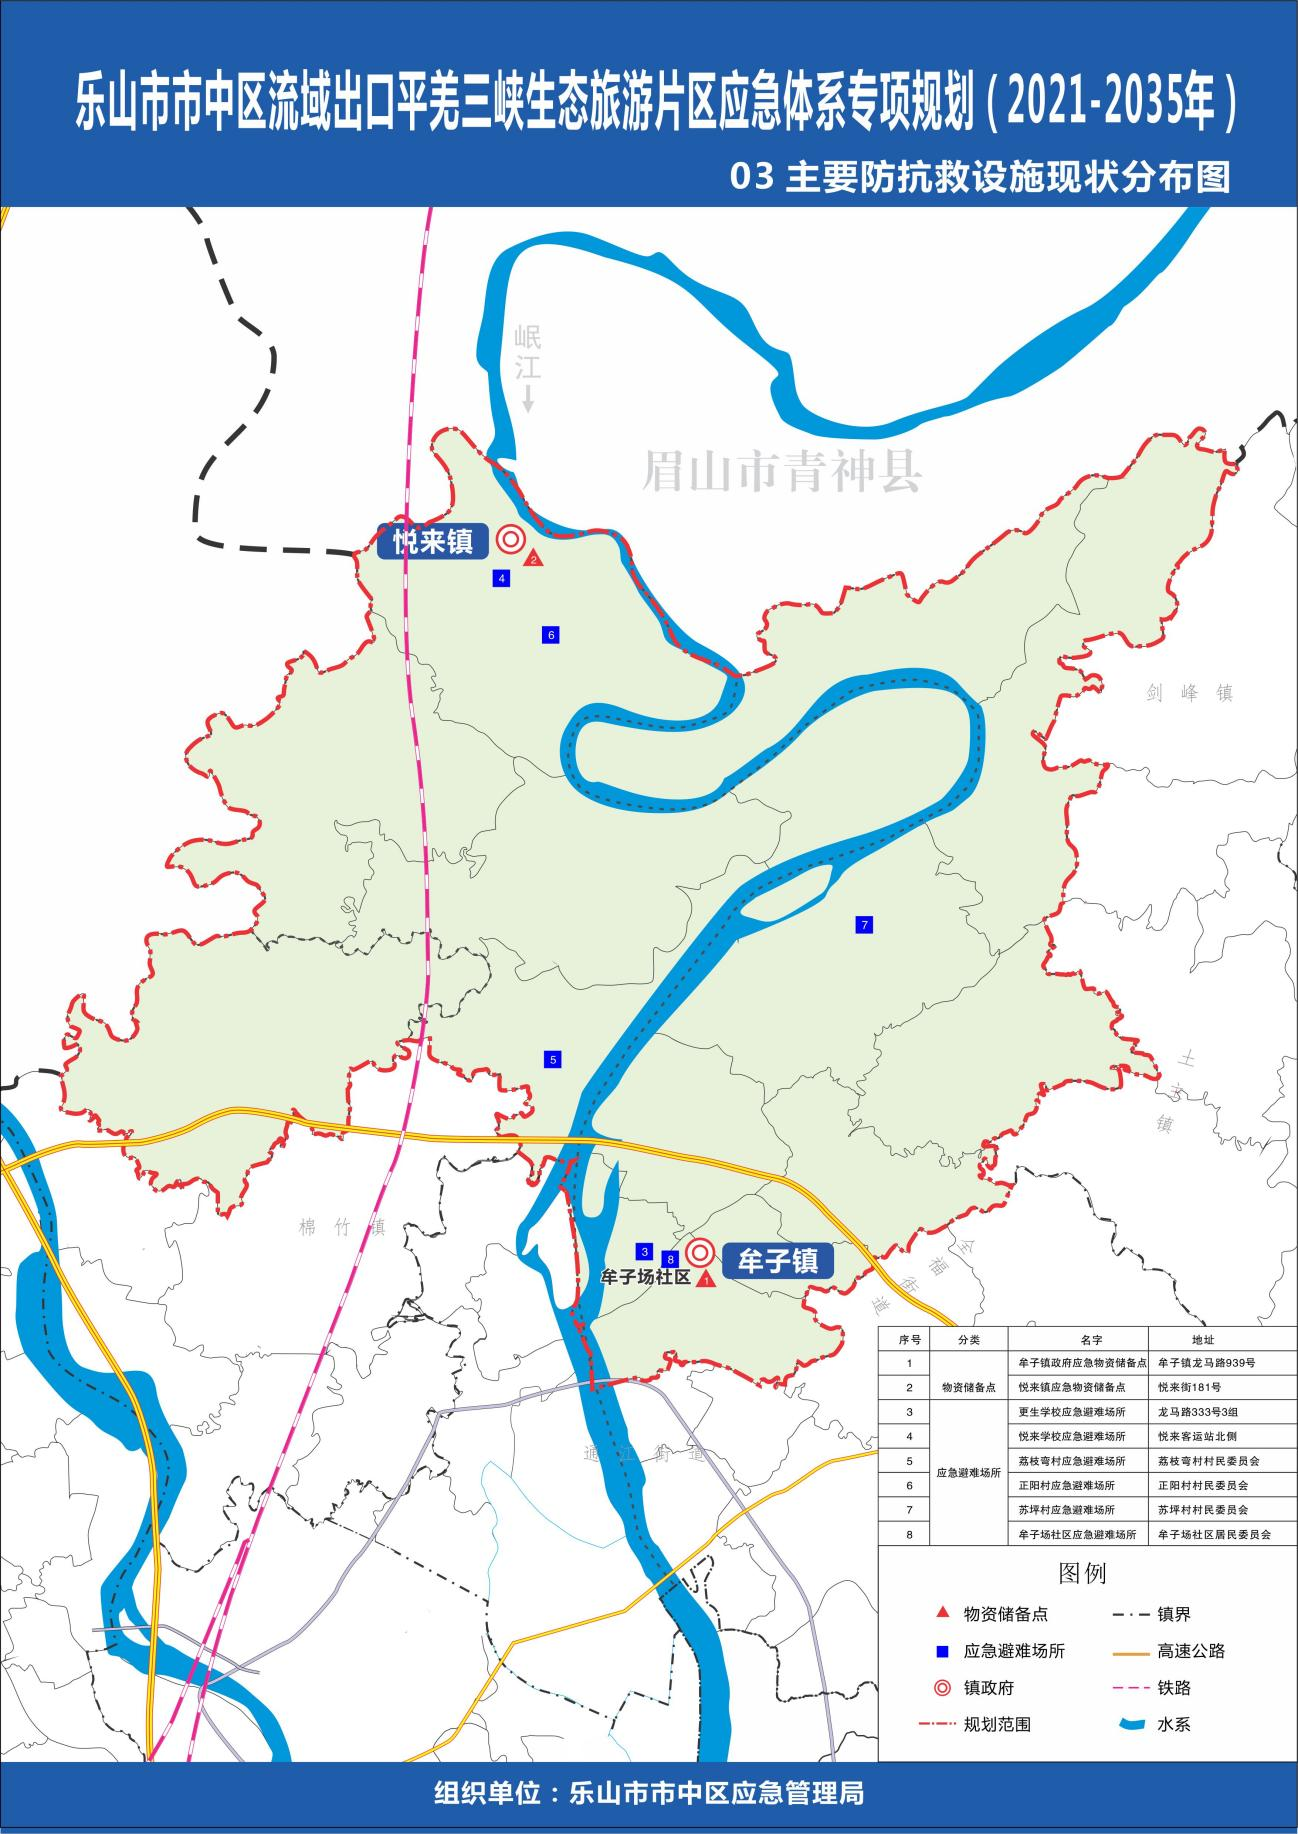 乐山市市中区流域出口平羌三峡生态旅游片区应急体系专项规划（2021-2035年）
03 主要防抗救设施现状分布图
岷江
眉山市青神县
悦来镇
2
4
6
剑峰镇
7
5
土主镇
棉竹镇
3
8
牟子镇
牟子场社区
1
全福街道
通江街道
序号 分类 名字 地址
1 物资储备点 牟子镇政府应急物资储备点 牟子镇龙马路939号
2 悦来镇应急物资储备点 悦来街181号
3 应急避难场所 更生学校应急避难场所 龙马路333号3组
4 悦来学校应急避难场所 悦来客运站北侧
5 荔枝弯村应急避难场所 荔枝弯村村民委员会
6 正阳村应急避难场所 正阳村村民委员会
7 苏坪村应急避难场所 苏坪村村民委员会
8 牟子场社区应急避难场所 牟子场社区居民委员会
图例
物资储备点 镇界
应急避难场所 高速公路
镇政府 铁路
规划范围 水系
组织单位：乐山市市中区应急管理局